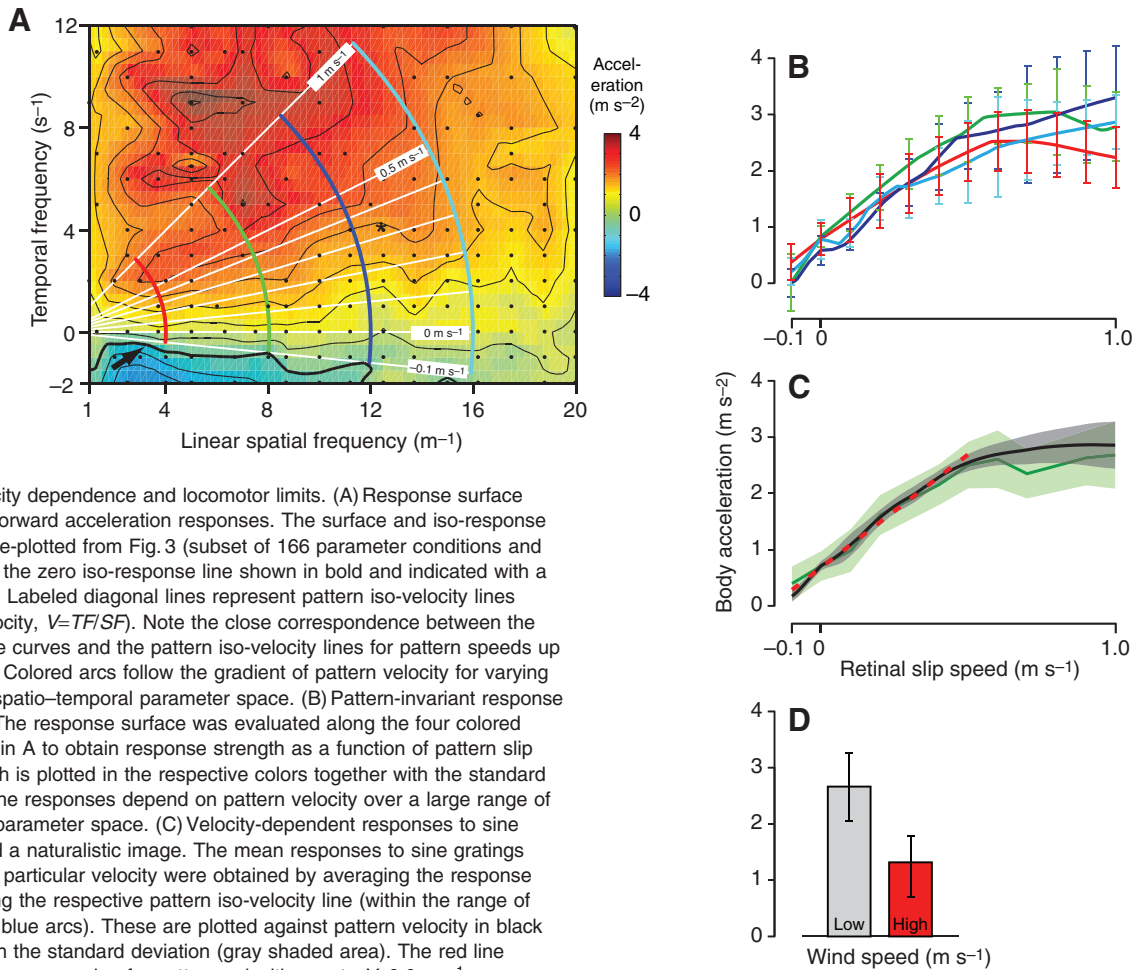 A
12
8
4
0
–2
Temporal frequency (s–1)
1 m s–1
0.5 m s–1
*
0 m s–1
–0.1 m s–1
1 4 8 12 16 20
Linear spatial frequency (m–1)
Accel-
eration
(m s–2)
4
0
–4
city dependence and locomotor limits. (A) Response surface
orward acceleration responses. The surface and iso-response
e-plotted from Fig. 3 (subset of 166 parameter conditions and
the zero iso-response line shown in bold and indicated with a
Labeled diagonal lines represent pattern iso-velocity lines
ocity, V=TF/SF). Note the close correspondence between the
e curves and the pattern iso-velocity lines for pattern speeds up
Colored arcs follow the gradient of pattern velocity for varying
spatio–temporal parameter space. (B) Pattern-invariant response
The response surface was evaluated along the four colored
in A to obtain response strength as a function of pattern slip
h is plotted in the respective colors together with the standard
he responses depend on pattern velocity over a large range of
parameter space. (C) Velocity-dependent responses to sine
d a naturalistic image. The mean responses to sine gratings
particular velocity were obtained by averaging the response
ng the respective pattern iso-velocity line (within the range of
blue arcs). These are plotted against pattern velocity in black
h the standard deviation (gray shaded area). The red line
B
4
3
2
1
0
–0.1 0 1.0
C
4
3
2
1
0
Body acceleration (m s–2)
–0.1 0 1.0
Retinal slip speed (m s–1)
D
4
3
2
1
0
Low High
Wind speed (m s–1)